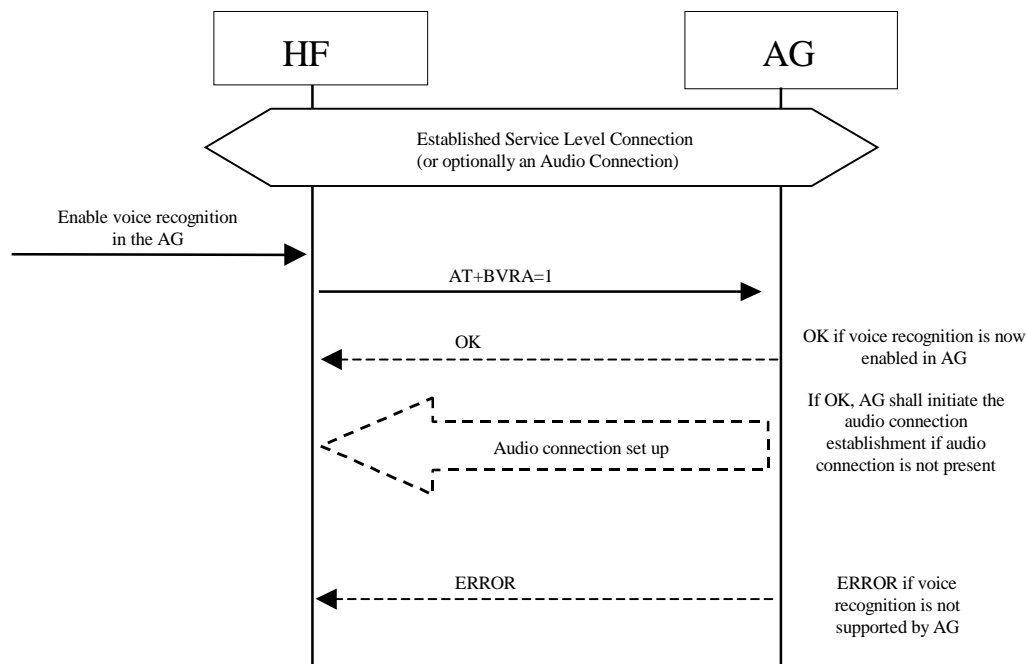 HF
AG
Established Service Level Connection
(or optionally an Audio Connection)
Enable voice recognition
in the AG
AT+BVRA=1
OK
OK if voice recognition is now
enabled in AG
If OK, AG shall initiate the
audio connection
establishment if audio
connection is not present
Audio connection set up
ERROR
ERROR if voice
recognition is not
supported by AG